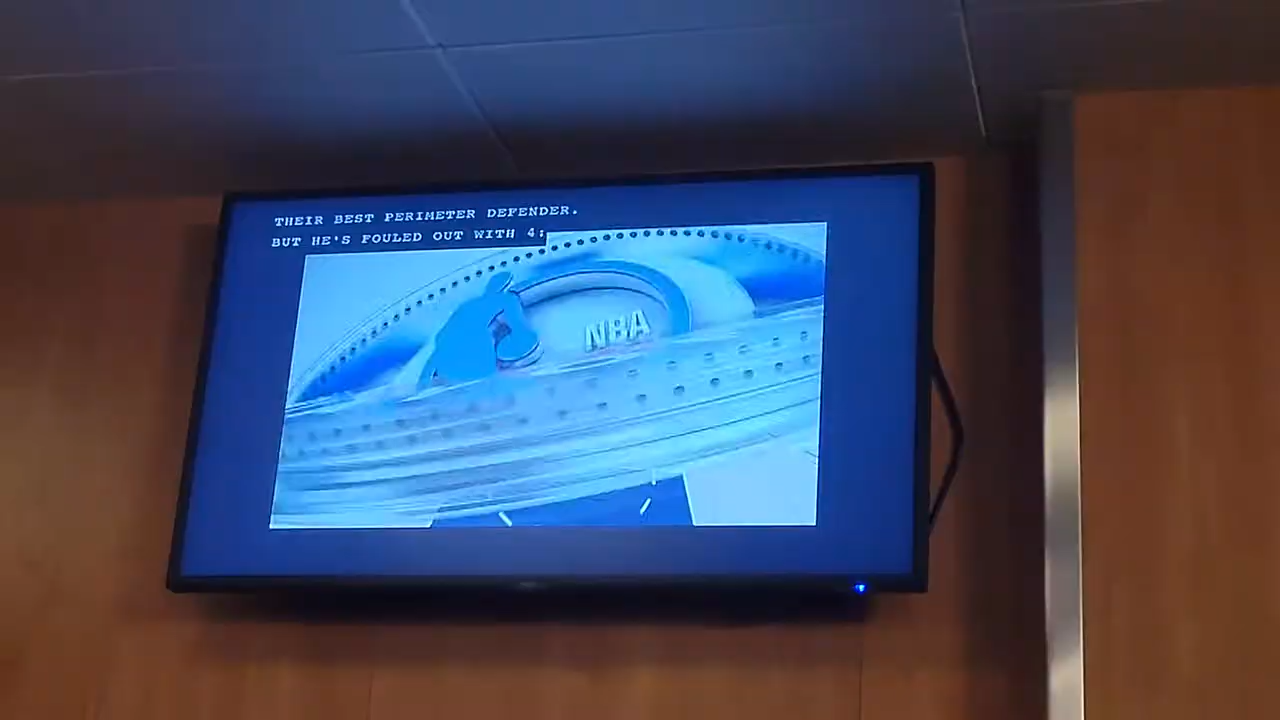 THEIR BEST PERIMETER DEFENDER.
BUT HE'S FOULED OUT WITH 4:
NBA